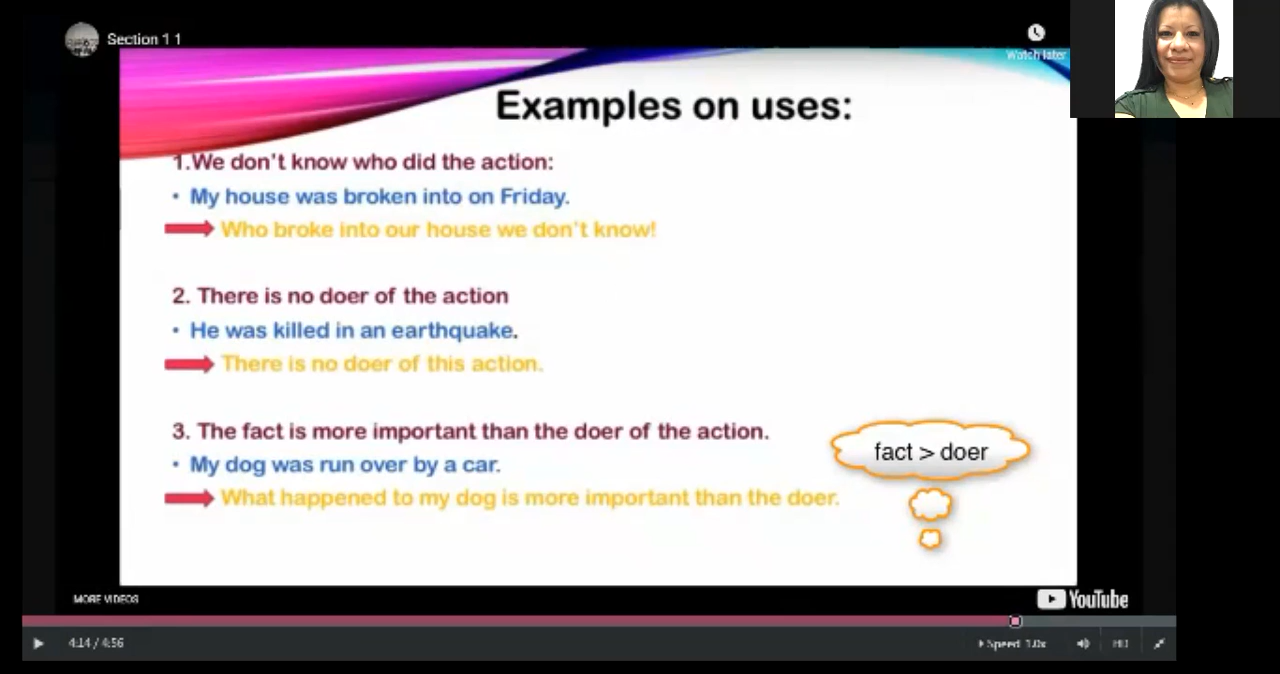 Section 1 1
Watch later
Examples on uses:
1.We don't know who did the action:
• My house was broken into on Friday.
Who broke into our house we don't know!
2. There is no doer of the action
• He was killed in an earthquake.
There is no doer of this action.
3. The fact is more important than the doer of the action.
• My dog was run over by a car.
What happened to my dog is more important than the doer.
fact > doer
MORE VIDEOS
YouTube
4:14 / 4:56
Speed 1.0x
HD